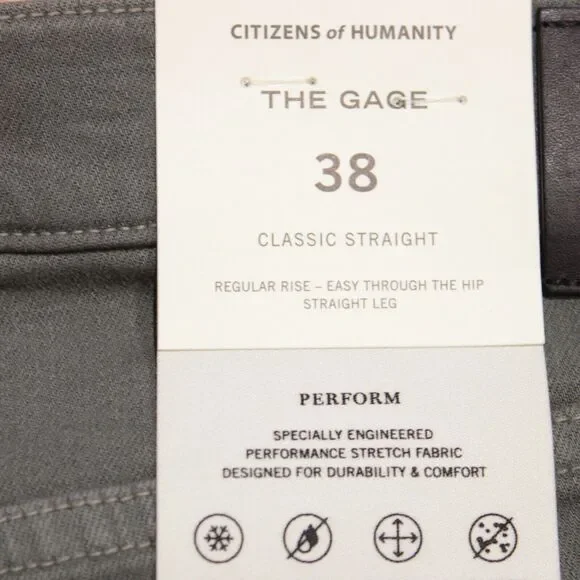 CITIZENS of HUMANITY
THE GAGE
38
CLASSIC STRAIGHT
REGULAR RISE – EASY THROUGH THE HIP
STRAIGHT LEG
PERFORM
SPECIALLY ENGINEERED
PERFORMANCE STRETCH FABRIC
DESIGNED FOR DURABILITY & COMFORT